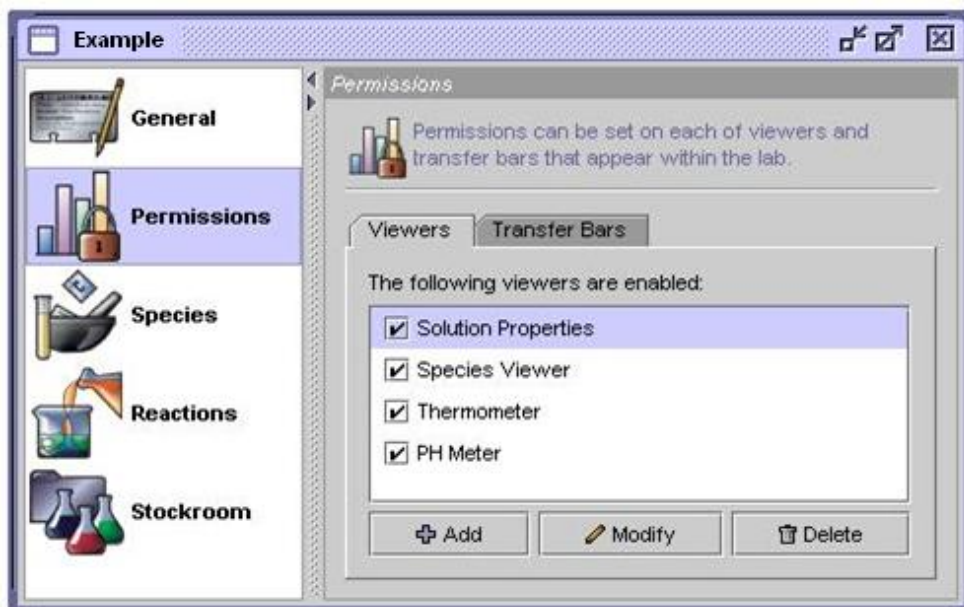 Example
General
Permissions
Species
Reactions
Stockroom
Permissions
Permissions can be set on each of viewers and
transfer bars that appear within the lab.
Viewers
Transfer Bars
The following viewers are enabled:
Solution Properties
Species Viewer
Thermometer
PH Meter
Add
Modify
Delete